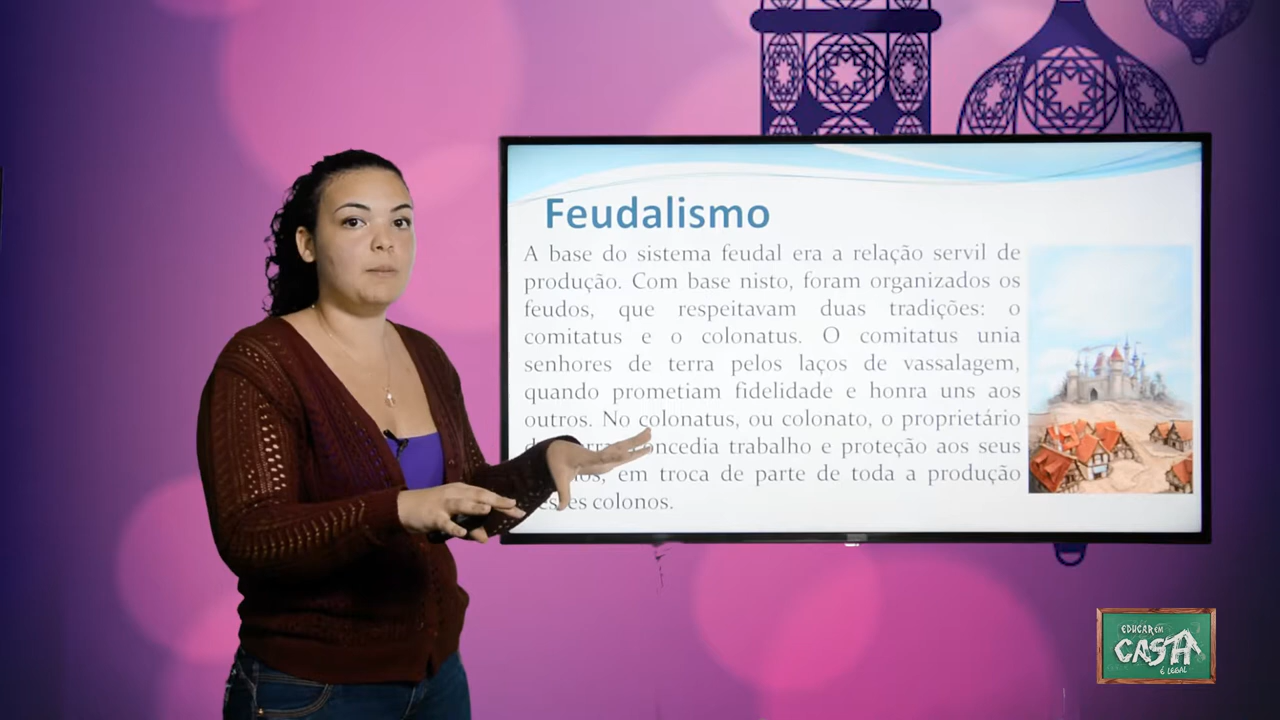 Feudalismo
A base do sistema feudal era a relação servil de
produção. Com base nisto, foram organizados os
feudos, que respeitavam duas tradições: o
comitatus e o colonatus. O comitatus unia
senhores de terra pelos laços de vassalagem,
quando prometiam fidelidade e honra uns aos
outros. No colonatus, ou colonato, o proprietário
concedia trabalho e proteção aos seus
em troca de parte de toda a produção
colonos.
EDUCAR EM
CASA
É LEGAL